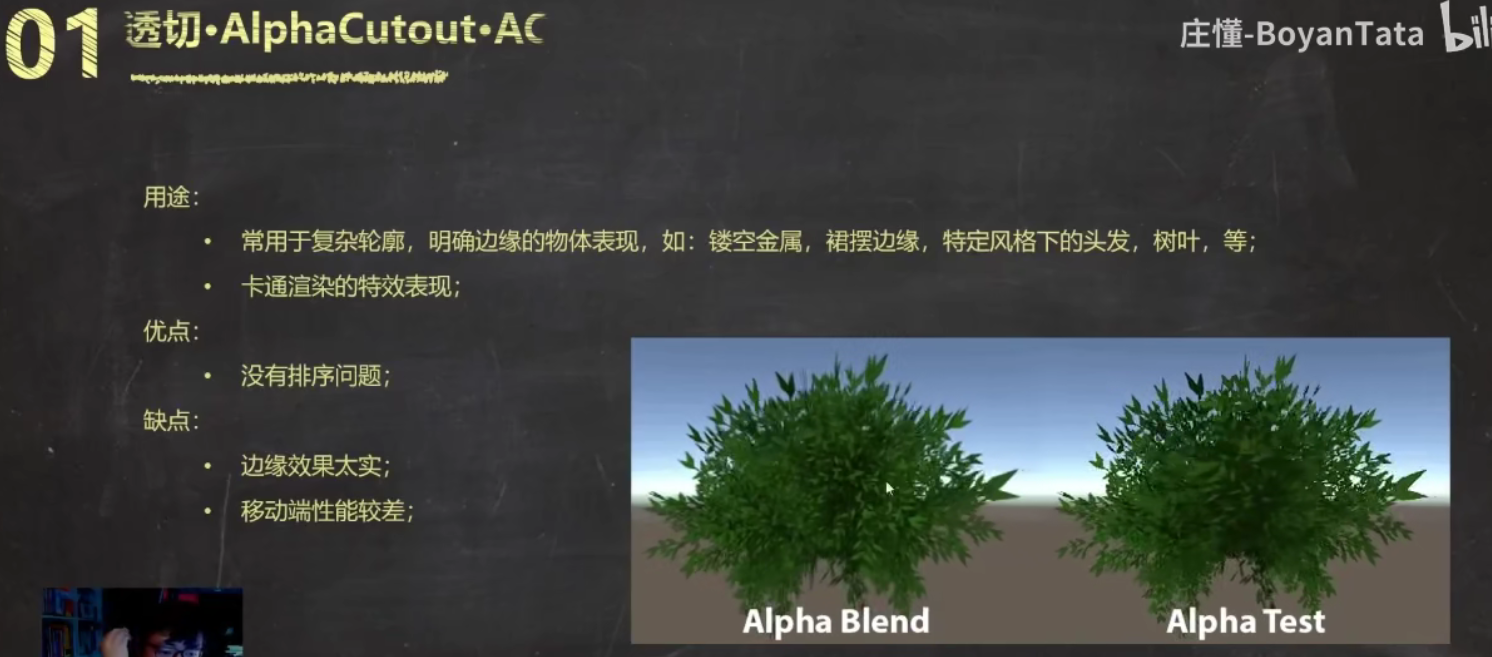 01 透切•AlphaCutout•AC
庄懂-BoyanTata bili
用途：
• 常用于复杂轮廓，明确边缘的物体表现，如：镂空金属，裙摆边缘，特定风格下的头发，树叶，等；
• 卡通渲染的特效表现；
优点：
• 没有排序问题；
缺点：
• 边缘效果太实；
• 移动端性能较差；
Alpha Blend
Alpha Test